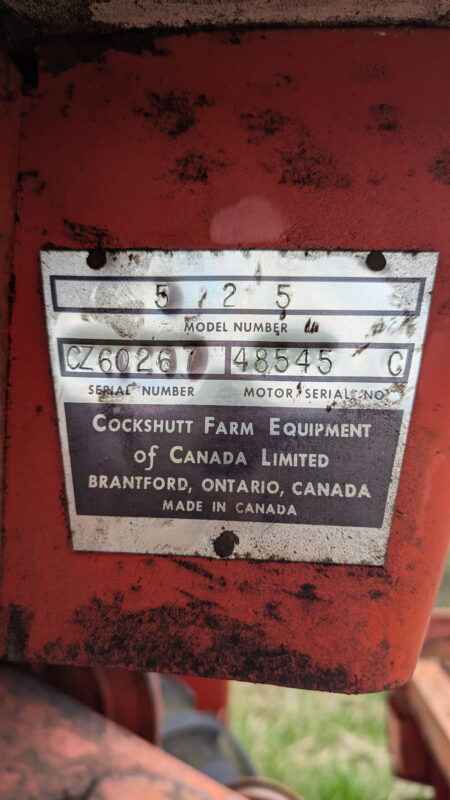 5 2 5
MODEL NUMBER
CZ60267 48545 C
SERIAL NUMBER MOTOR SERIAL NO
COCKSHUTT FARM EQUIPMENT
of CANADA LIMITED
BRANTFORD, ONTARIO, CANADA
MADE IN CANADA